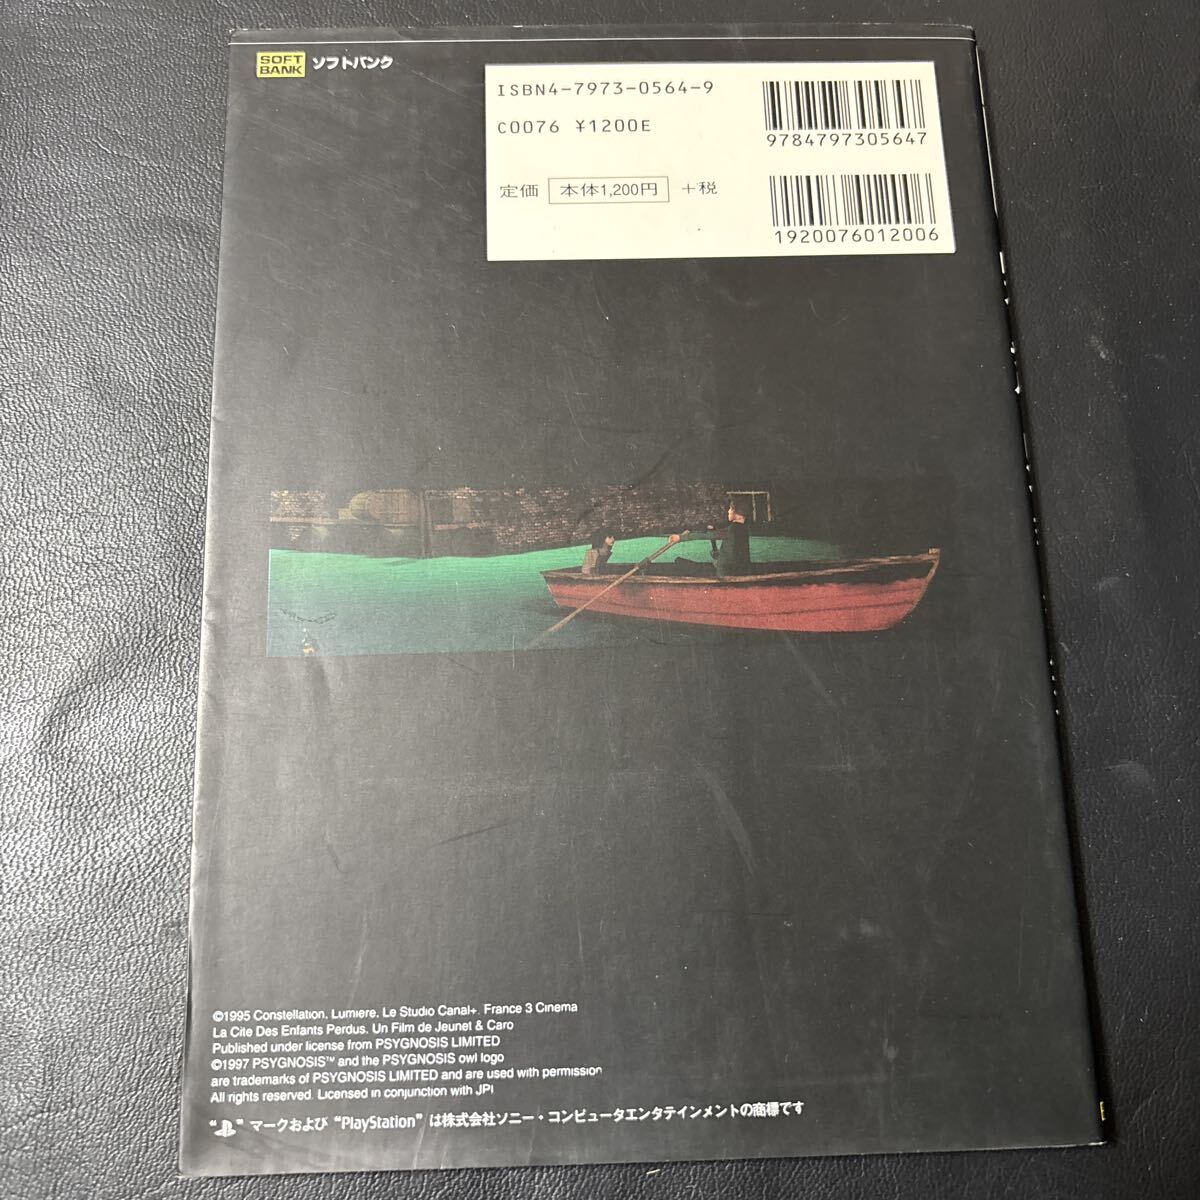 SOFT
BANK
ソフトバンク
ISBN4-7973-0564-9
C0076 ¥1200E
定価 本体1,200円 +税
9784797305647
1920076012006
©1995 Constellation, Lumiere, Le Studio Canal+, France 3 Cinema
La Cite Des Enfants Perdus, Un Film de Jeunet & Caro
Published under license from PSYGNOSIS LIMITED
©1997 PSYGNOSIS™ and the PSYGNOSIS owl logo
are trademarks of PSYGNOSIS LIMITED and are used with permission
All rights reserved. Licensed in conjunction with JPI
“ ” マークおよび “PlayStation” は株式会社ソニー・コンピュータエンタテインメントの商標です